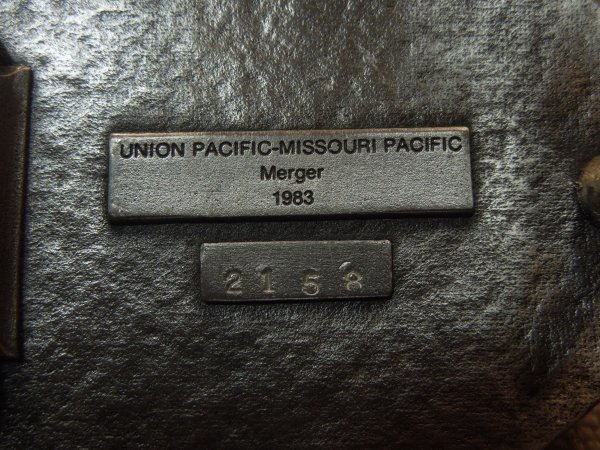 UNION PACIFIC-MISSOURI PACIFIC
Merger
1983
2158